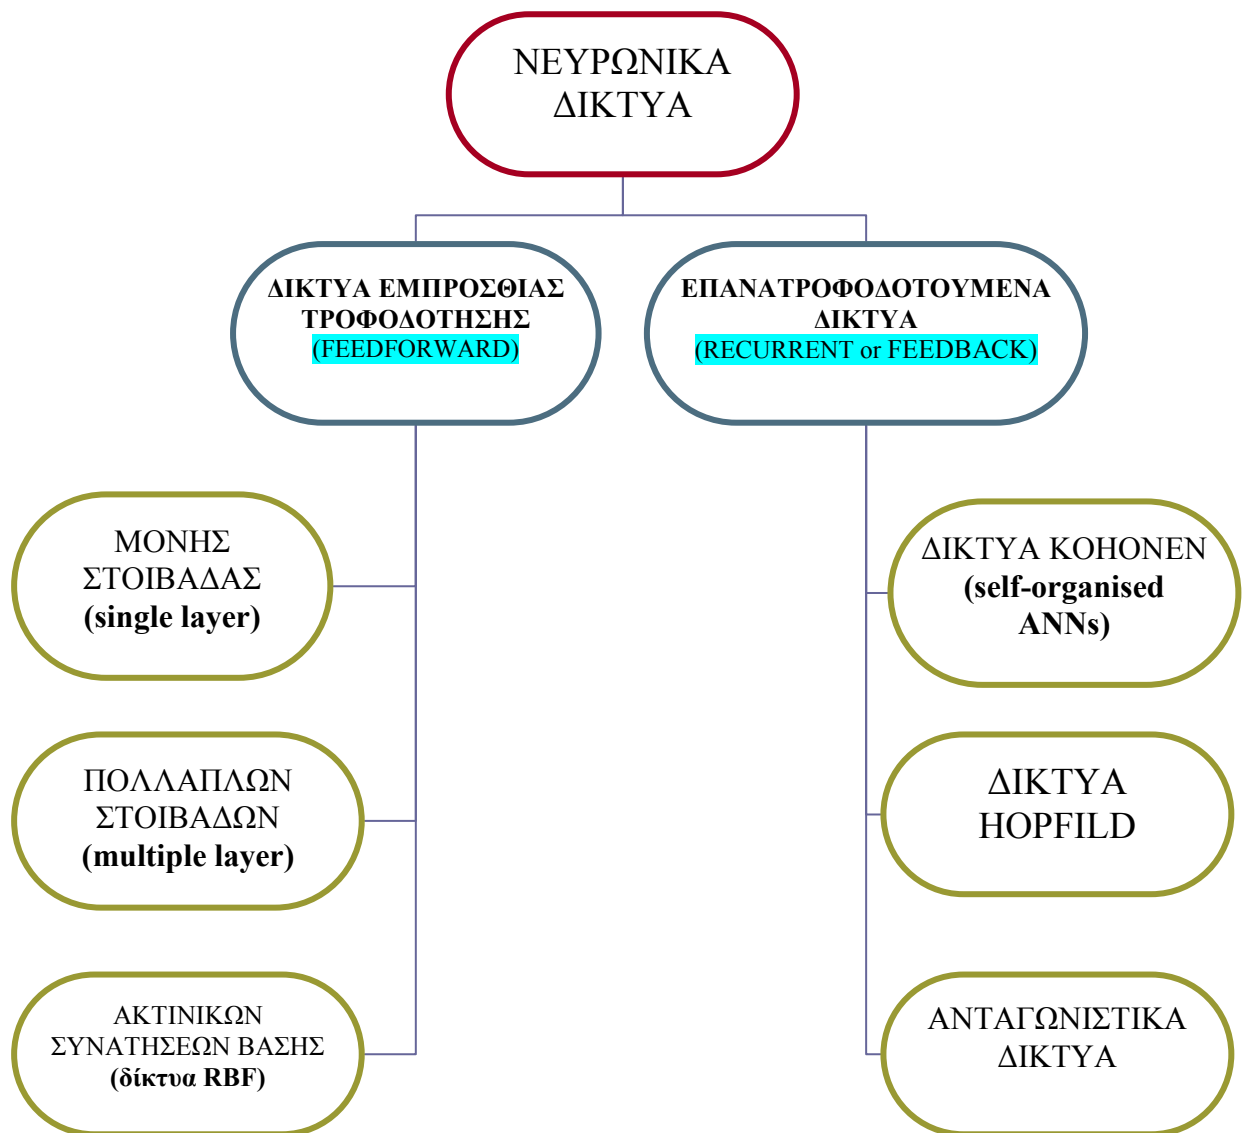 ΝΕΥΡΩΝΙΚΑ
ΔΙΚΤΥΑ
ΔΙΚΤΥΑ ΕΜΠΡΟΣΘΙΑΣ
ΤΡΟΦΟΔΟΤΗΣΗΣ
(FEEDFORWARD)
ΕΠΑΝΑΤΡΟΦΟΔΟΤΟΥΜΕΝΑ
ΔΙΚΤΥΑ
(RECURRENT or FEEDBACK)
ΜΟΝΗΣ
ΣΤΟΙΒΑΔΑΣ
(single layer)
ΠΟΛΛΑΠΛΩΝ
ΣΤΟΙΒΑΔΩΝ
(multiple layer)
ΑΚΤΙΝΙΚΩΝ
ΣΥΝΑΤΗΣΕΩΝ ΒΑΣΗΣ
(δίκτυα RBF)
ΔΙΚΤΥΑ KOHONEN
(self-organised
ANNs)
ΔΙΚΤΥΑ
HOPFILD
ΑΝΤΑΓΩΝΙΣΤΙΚΑ
ΔΙΚΤΥΑ